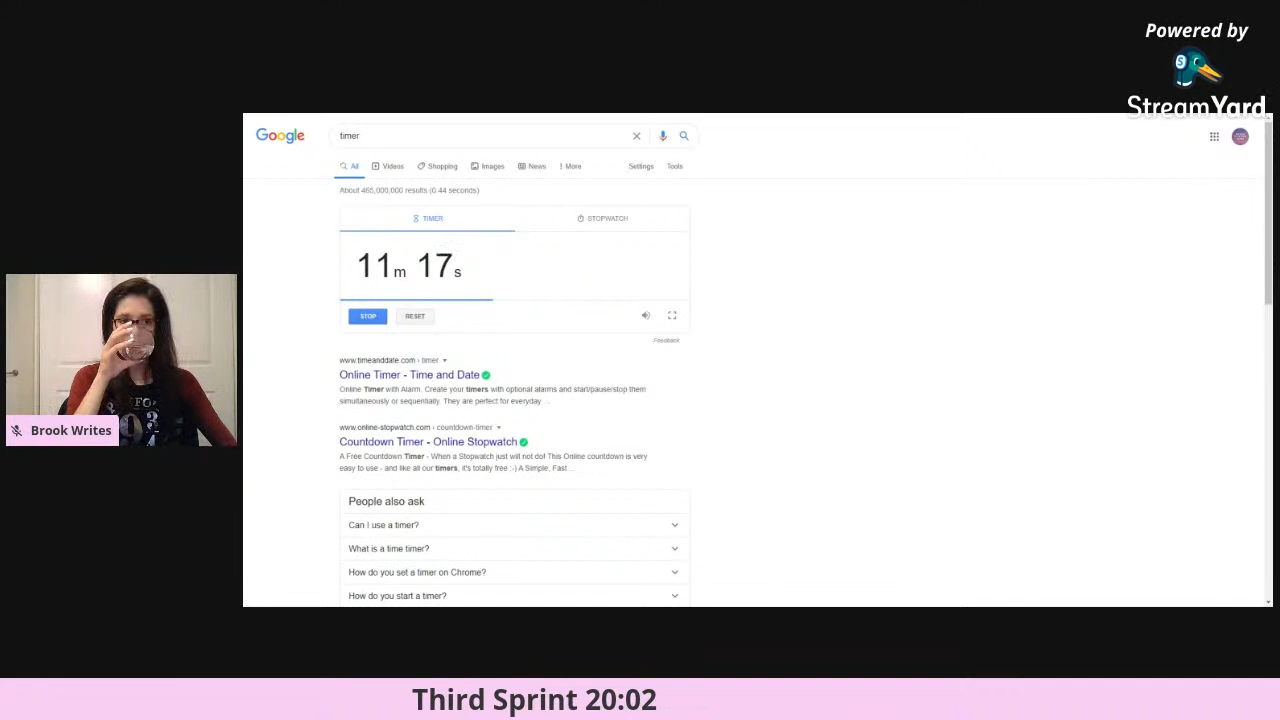 Powered by
StreamYard
Google
timer
All Videos Shopping Images News More Settings Tools
About 465,000,000 results (0.44 seconds)
TIMER STOPWATCH
11m 17s
STOP RESET
Feedback
www.timeanddate.com › timer
Online Timer - Time and Date
Online Timer with Alarm. Create your timers with optional alarms and start/pause/stop them
simultaneously or sequentially. They are perfect for everyday ...
www.online-stopwatch.com › countdown-timer
Countdown Timer - Online Stopwatch
A Free Countdown Timer - When a Stopwatch just will not do! This Online countdown is very
easy to use - and like all our timers, it's totally free :-) A Simple, Fast ...
People also ask
Can I use a timer?
What is a time timer?
How do you set a timer on Chrome?
How do you start a timer?
Brook Writes
Third Sprint 20:02